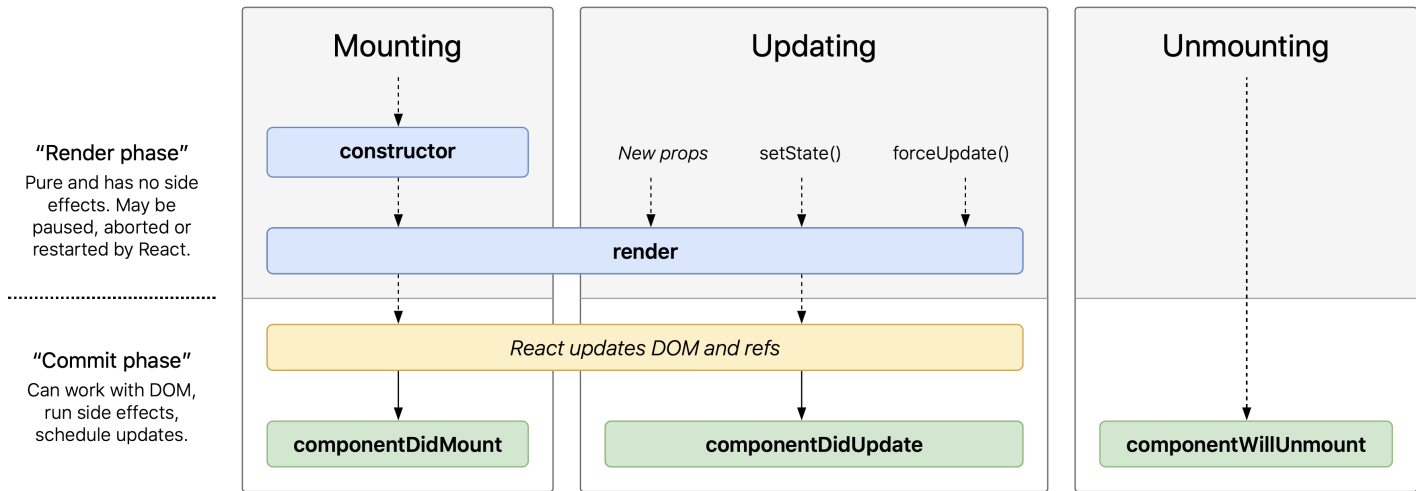 Mounting
Updating
Unmounting
“Render phase”
Pure and has no side
effects. May be
paused, aborted or
restarted by React.
constructor
New props
setState()
forceUpdate()
render
“Commit phase”
Can work with DOM,
run side effects,
schedule updates.
React updates DOM and refs
componentDidMount
componentDidUpdate
componentWillUnmount